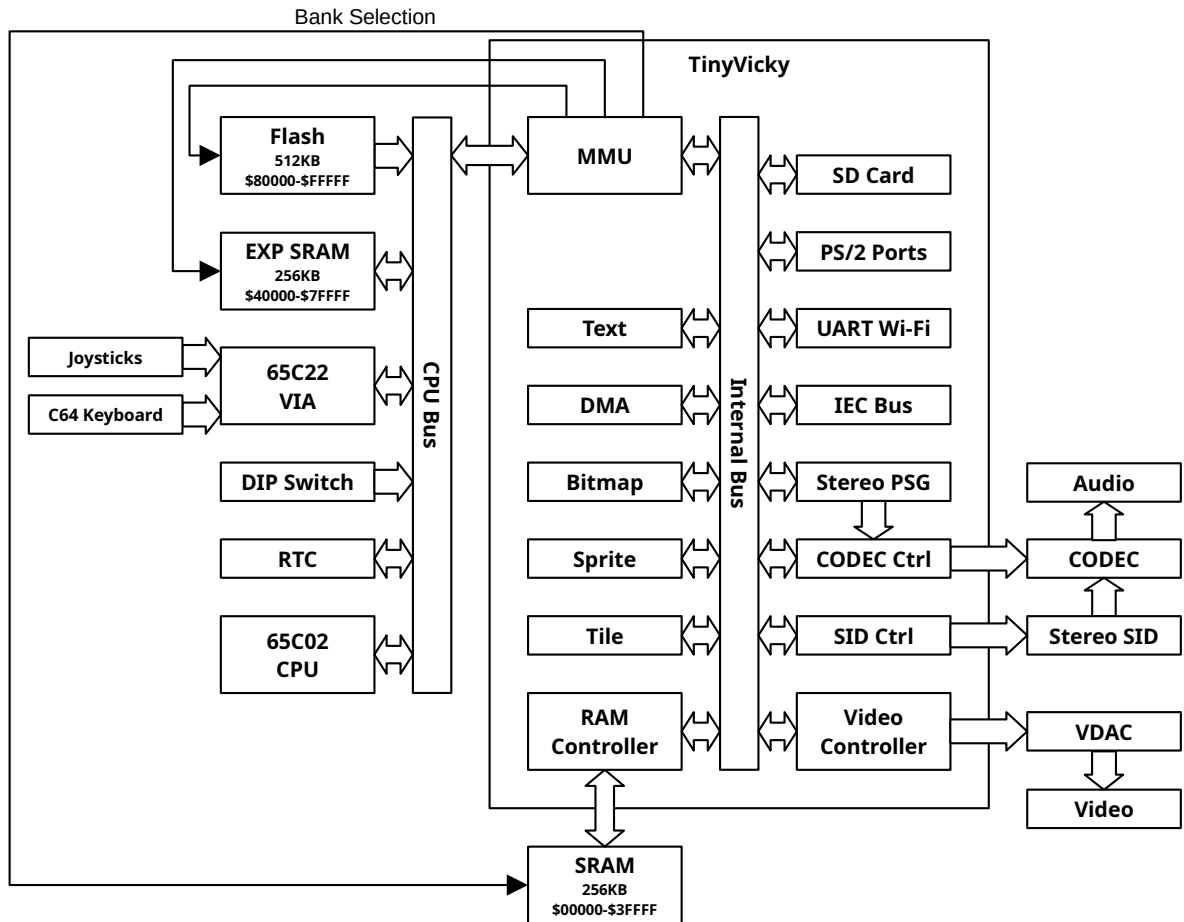 Bank Selection
TinyVicky
Flash
512KB
$80000-$FFFFF
MMU
SD Card
EXP SRAM
256KB
$40000-$7FFFF
PS/2 Ports
Joysticks
C64 Keyboard
65C22
VIA
CPU Bus
Text
Internal Bus
UART Wi-Fi
DMA
IEC Bus
DIP Switch
Bitmap
Stereo PSG
Audio
RTC
Sprite
CODEC Ctrl
CODEC
65C02
CPU
Tile
SID Ctrl
Stereo SID
RAM
Controller
Video
Controller
VDAC
Video
SRAM
256KB
$00000-$3FFFF